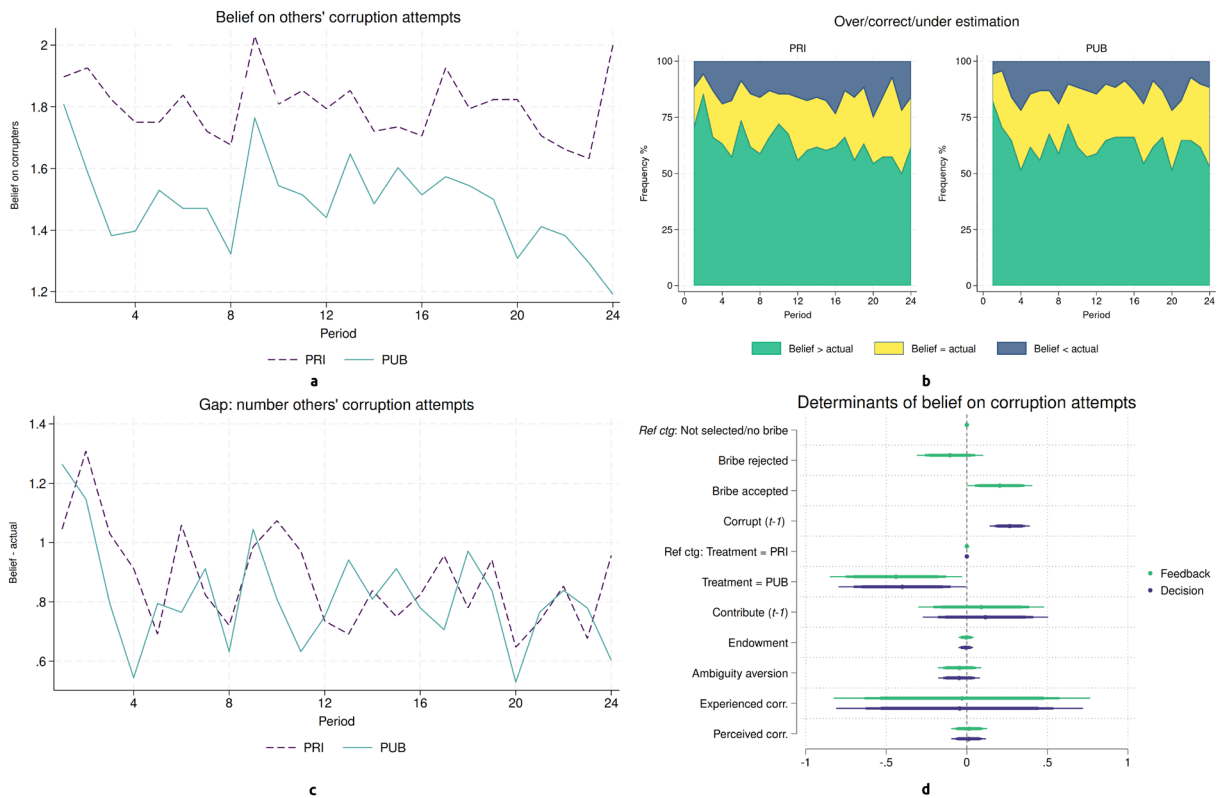 Belief on others' corruption attempts
Belief on corrupters
2
1.8
1.6
1.4
1.2
0 4 8 12 16 20 24
Period
PRI PUB
a
Over/correct/under estimation
PRI PUB
Frequency %
100
75
50
25
0
0 4 8 12 16 20 24
Period
Frequency %
100
75
50
25
0
0 4 8 12 16 20 24
Period
Belief > actual Belief = actual Belief < actual
b
Gap: number others' corruption attempts
Belief - actual
1.4
1.2
1
.8
.6
4 8 12 16 20 24
Period
PRI PUB
c
Determinants of belief on corruption attempts
Ref ctg: Not selected/no bribe
Bribe rejected
Bribe accepted
Corrupt (t-1)
Ref ctg: Treatment = PRI
Treatment = PUB
Contribute (t-1)
Endowment
Ambiguity aversion
Experienced corr.
Perceived corr.
-1 -.5 0 .5 1
Feedback
Decision
d